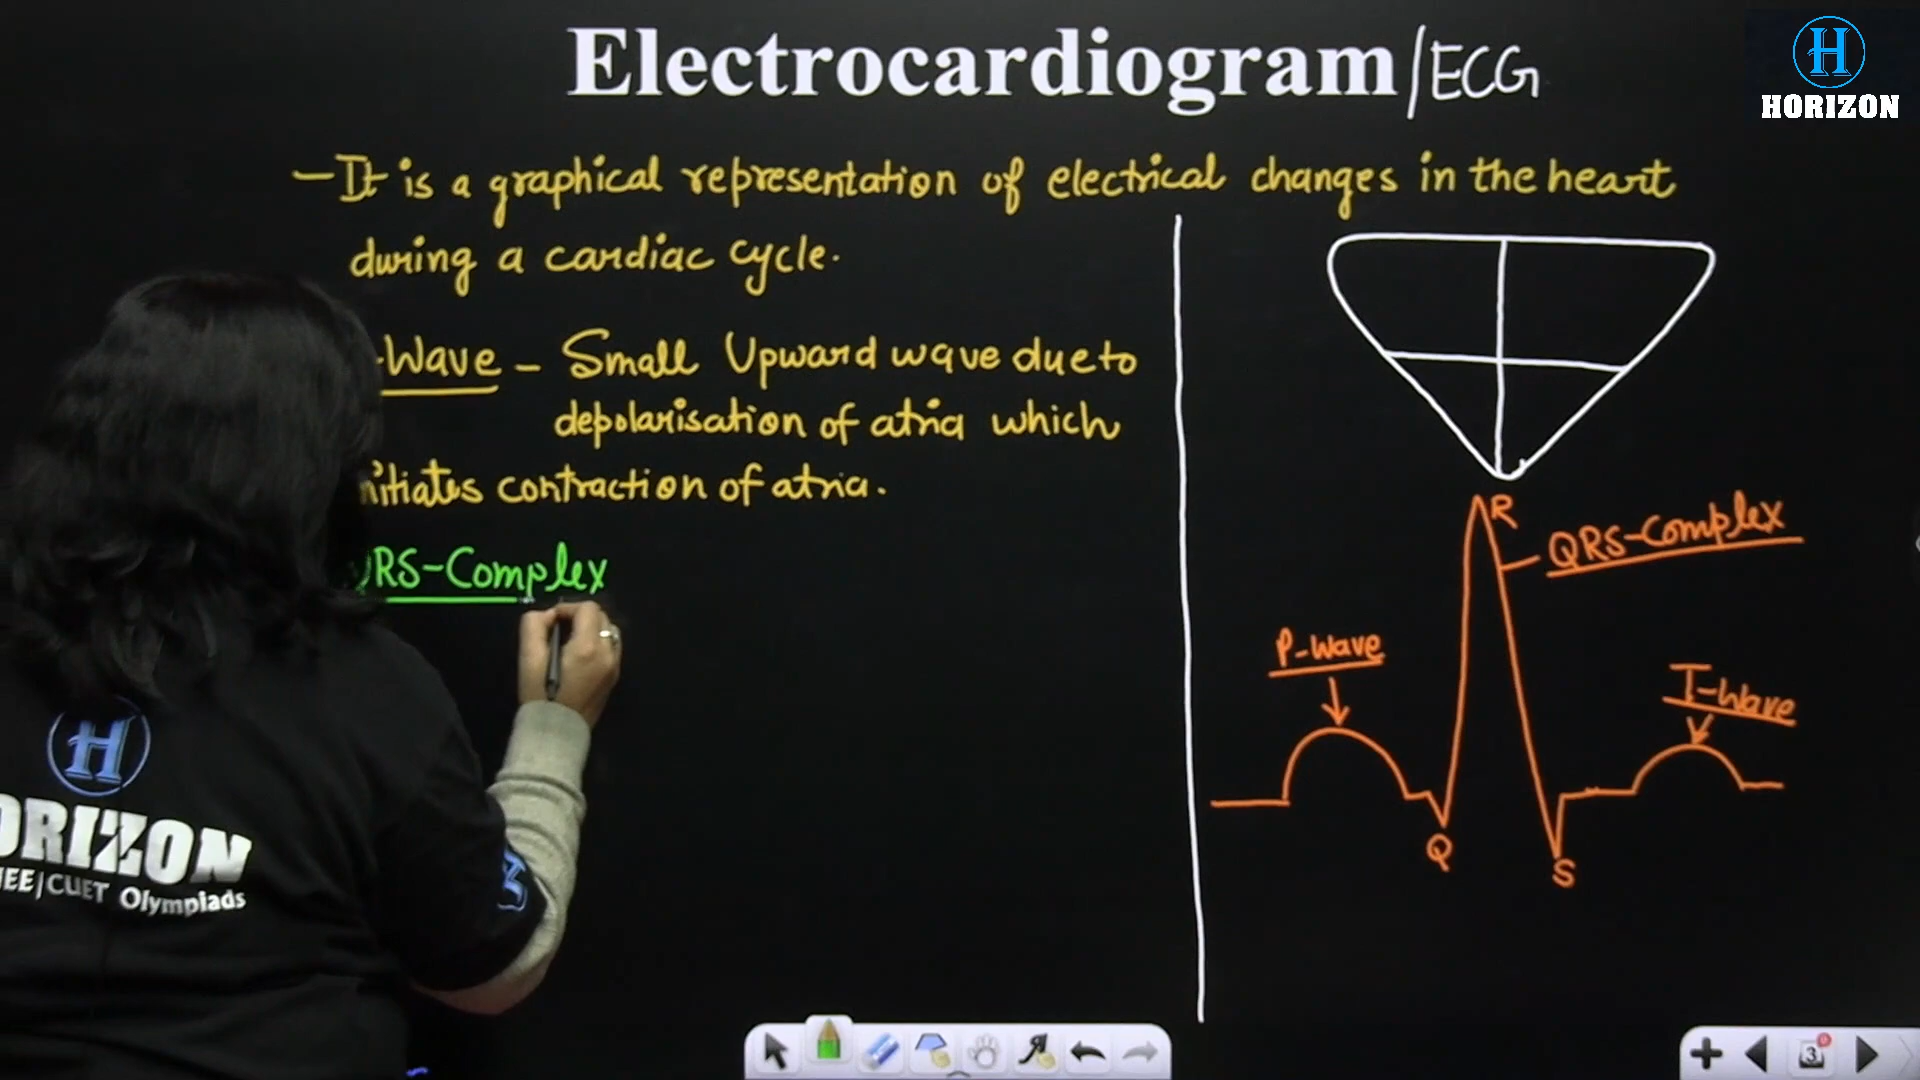 Electrocardiogram/ECG
H
HORIZON
- It is a graphical representation of electrical changes in the heart
during a cardiac cycle.
-Wave - Small Upward wave due to
depolarisation of atria which
nitiates contraction of atria.
QRS-Complex
R
QRS-Complex
P-Wave
T-Wave
Q
S
H
ORIZON
EE|CUET Olympiads
3